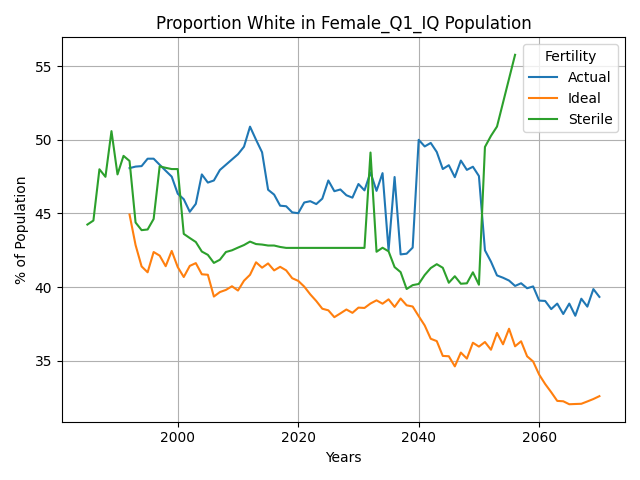 Proportion White in Female_Q1_IQ Population
Fertility
Actual
Ideal
Sterile
% of Population
55
50
45
40
35
2000
2020
2040
2060
Years